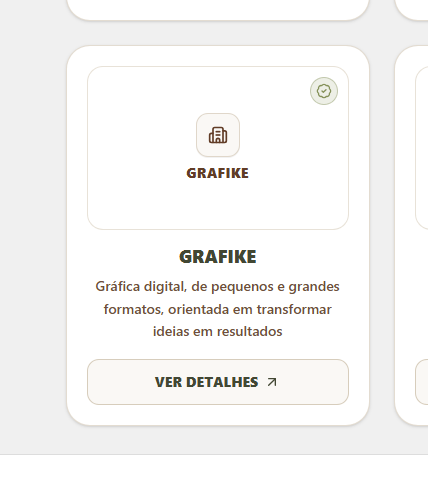 GRAFIKE
GRAFIKE
Gráfica digital, de pequenos e grandes
formatos, orientada em transformar
ideias em resultados
VER DETALHES